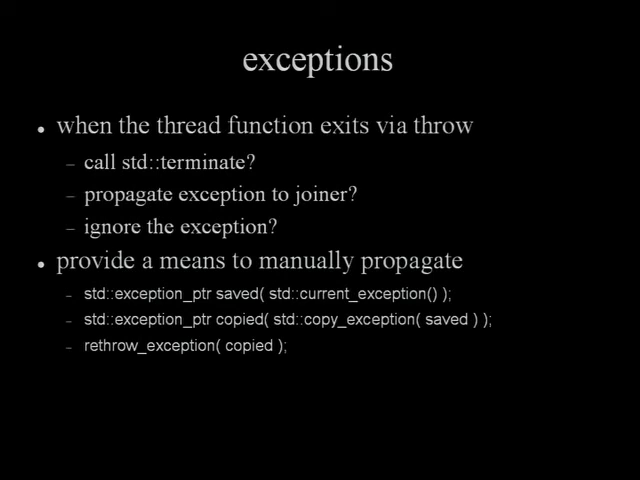 exceptions
• when the thread function exits via throw
– call std::terminate?
– propagate exception to joiner?
– ignore the exception?
• provide a means to manually propagate
– std::exception_ptr saved( std::current_exception() );
– std::exception_ptr copied( std::copy_exception( saved ) );
– rethrow_exception( copied );